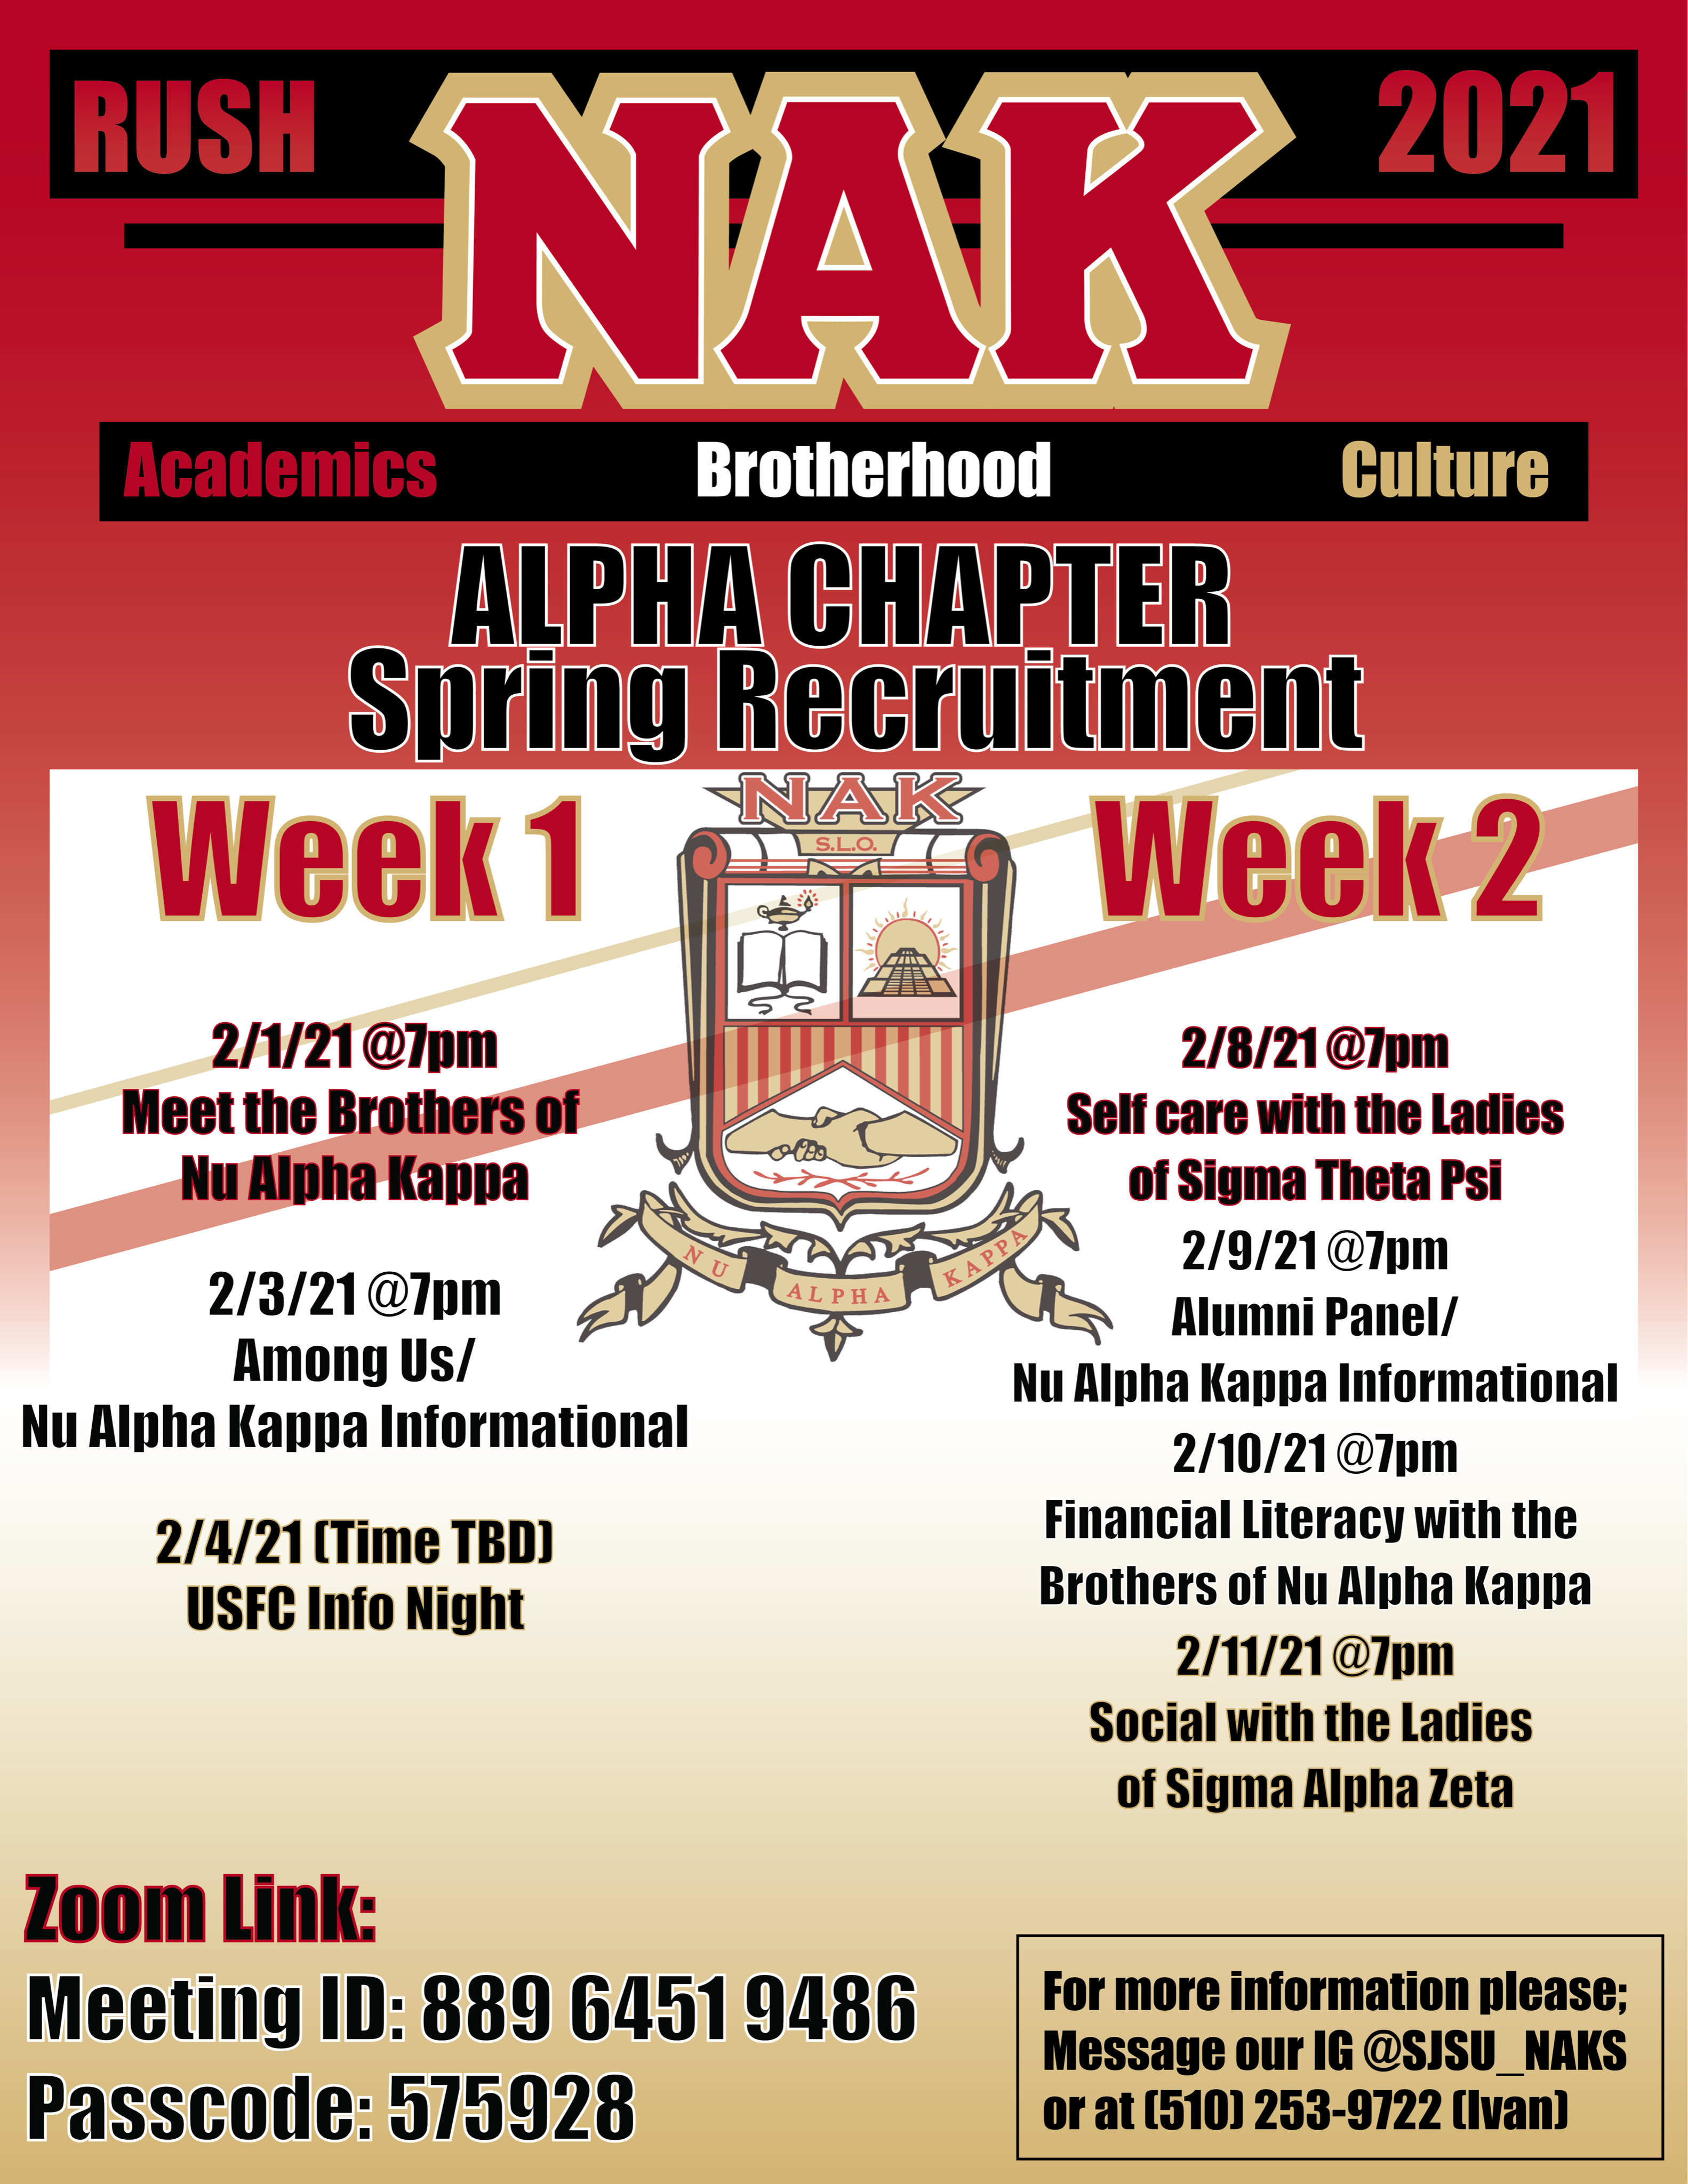 RUSH
NAK
2021
Academics
Brotherhood
Culture
ALPHA CHAPTER
Spring Recruitment
NAK
S.L.O.
NU ALPHA KAPPA
Week 1
2/1/21 @7pm
Meet the Brothers of
Nu Alpha Kappa
2/3/21 @7pm
Among Us/
Nu Alpha Kappa Informational
2/4/21 (Time TBD)
USFC Info Night
Week 2
2/8/21 @7pm
Self care with the Ladies
of Sigma Theta Psi
2/9/21 @7pm
Alumni Panel/
Nu Alpha Kappa Informational
2/10/21 @7pm
Financial Literacy with the
Brothers of Nu Alpha Kappa
2/11/21 @7pm
Social with the Ladies
of Sigma Alpha Zeta
Zoom Link:
Meeting ID: 889 6451 9486
Passcode: 575928
For more information please;
Message our IG @SJSU_NAKS
or at (510) 253-9722 (Ivan)